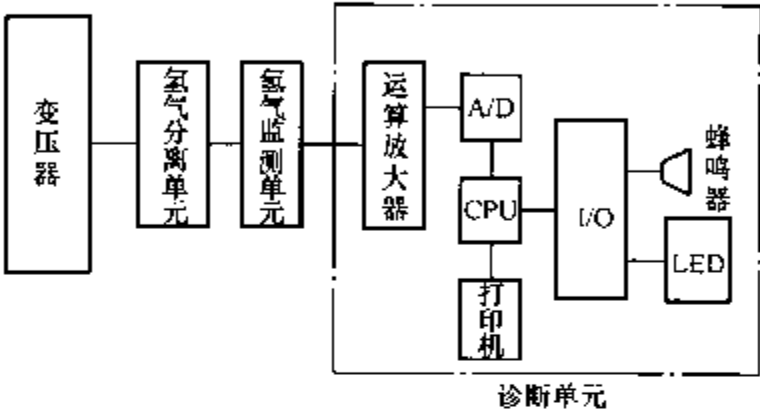 变压器
氢气分离单元
氢气监测单元
运算放大器
A/D
CPU
打印机
I/O
蜂鸣器
LED
诊断单元